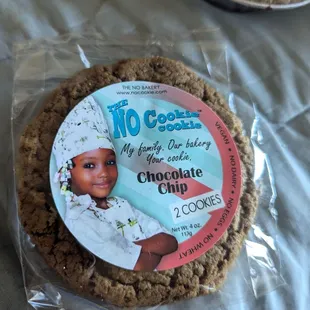 THE NO BAKERY
www.nocookie.com
THE
NO Cookie
cookie
My family. Our bakery
Your cookie.
Chocolate
Chip
2 COOKIES
Net Wt. 4 oz
113g
VEGAN • NO DAIRY • NO EGGS • NO WHEAT